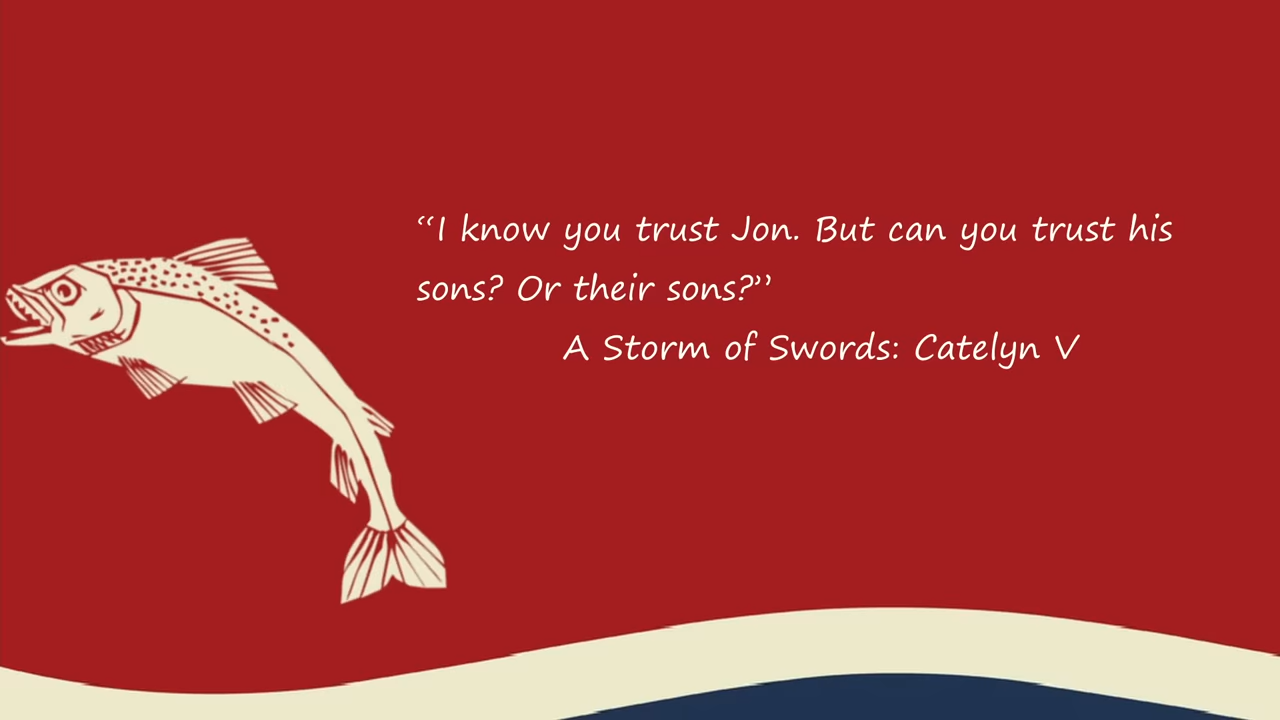 “I know you trust Jon. But can you trust his
sons? Or their sons?”
A Storm of Swords: Catelyn V